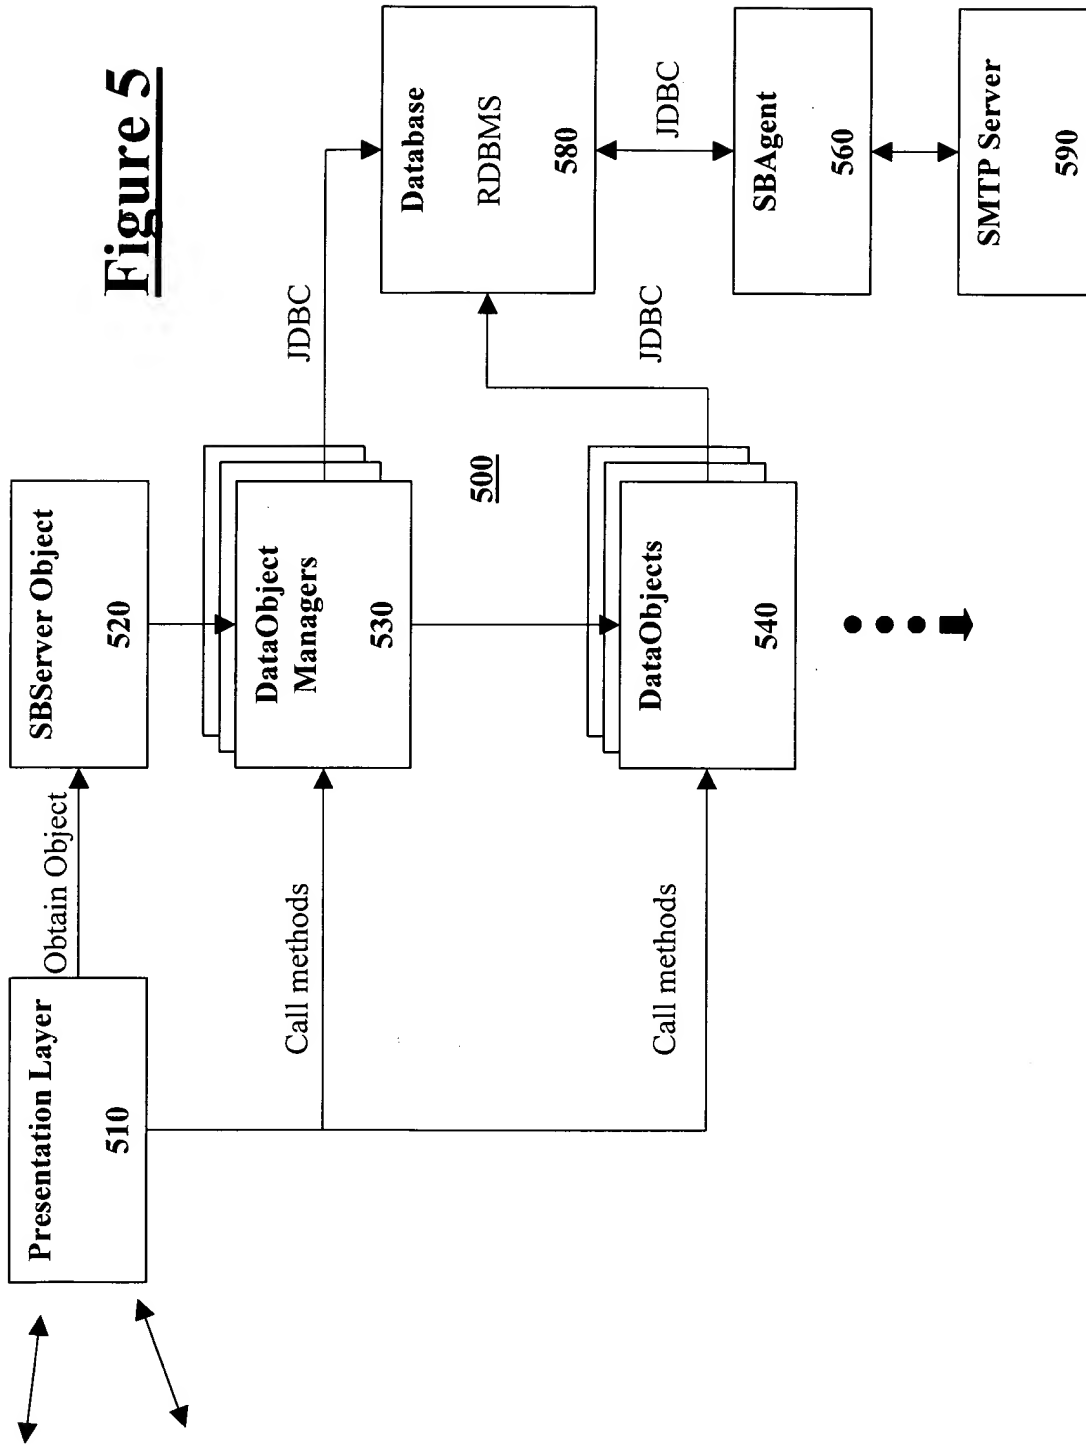 Figure 5
Presentation Layer
510
Obtain Object
SBServer Object
520
Call methods
DataObject
Managers
530
JDBC
Database
RDBMS
580
500
Call methods
DataObjects
540
JDBC
JDBC
SBAgent
560
SMTP Server
590